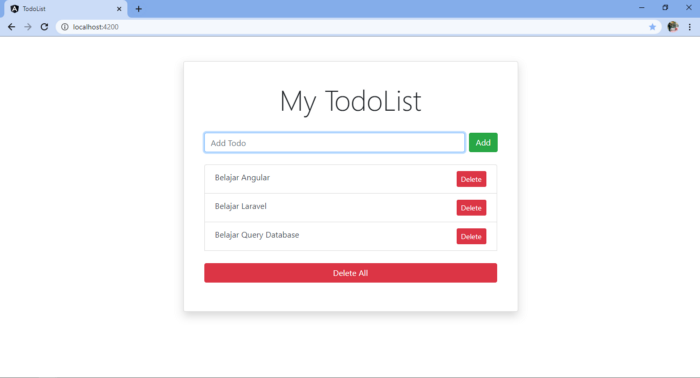 TodoList
localhost:4200
My TodoList
Add Todo
Add
Belajar Angular
Delete
Belajar Laravel
Delete
Belajar Query Database
Delete
Delete All